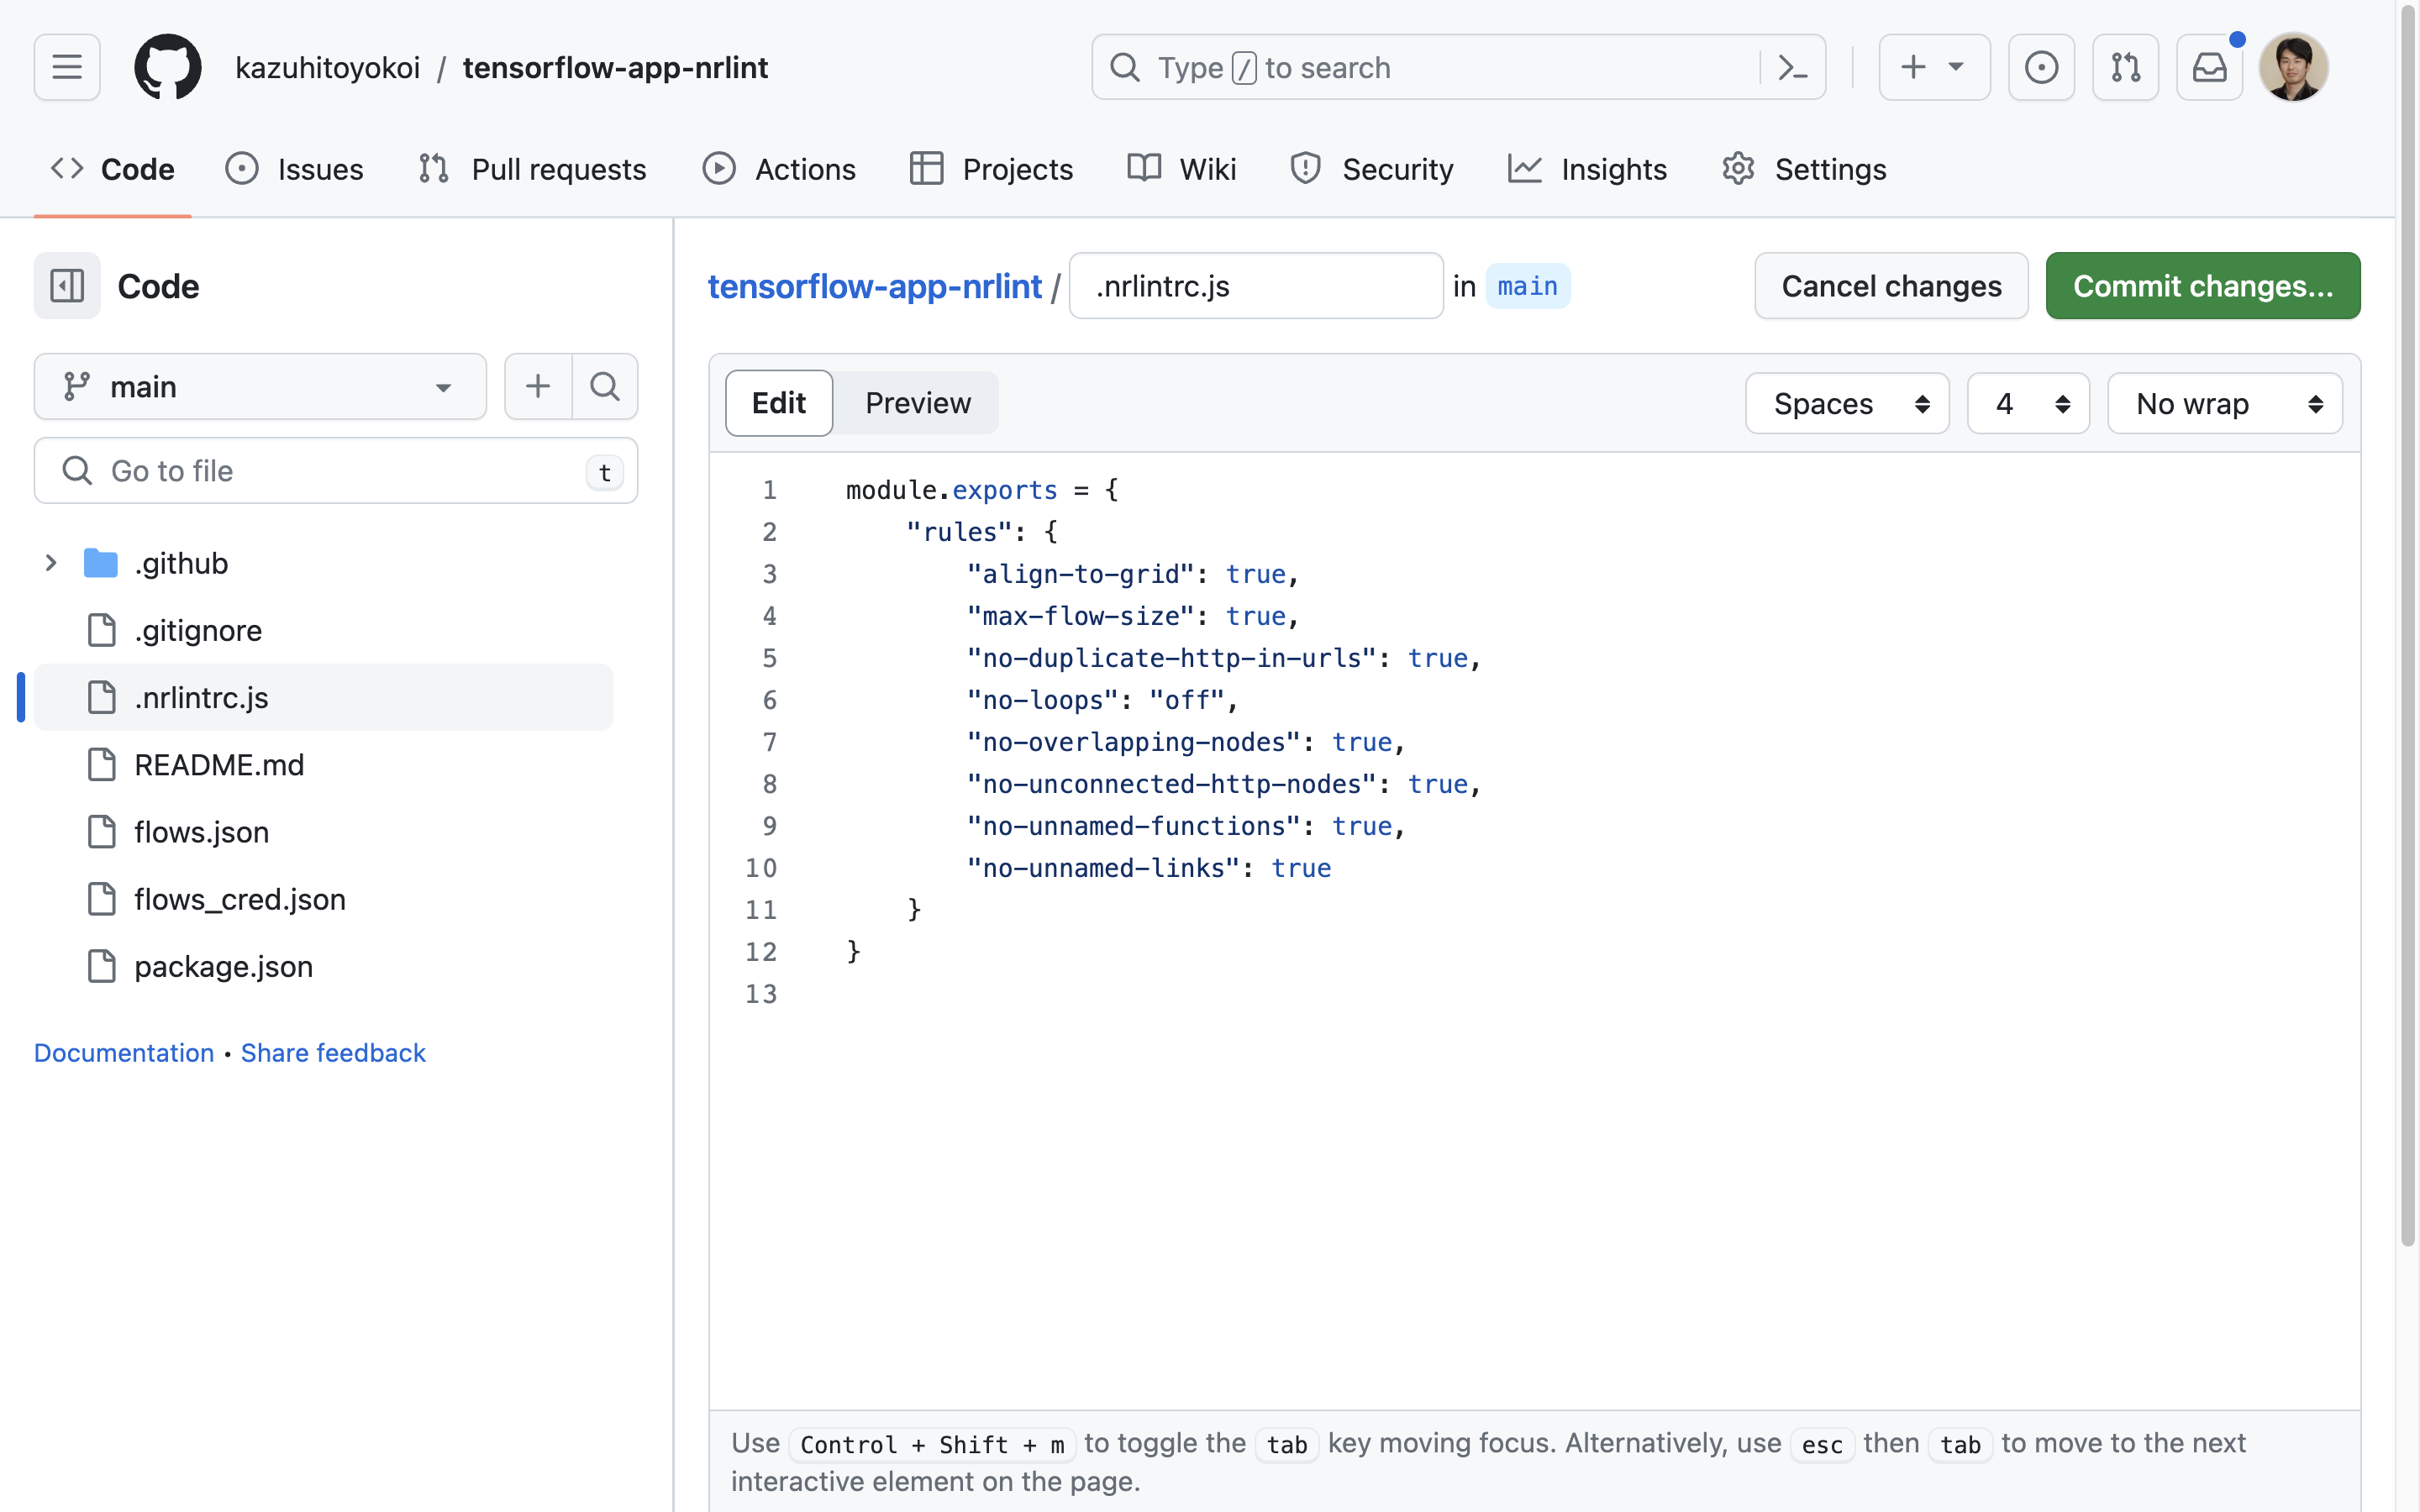 kazuhitoyokoi / tensorflow-app-nrlint
Type / to search
Code Issues Pull requests Actions Projects Wiki Security Insights Settings
Code
main
Go to file t
.github
.gitignore
.nrlintrc.js
README.md
flows.json
flows_cred.json
package.json
Documentation • Share feedback
tensorflow-app-nrlint / .nrlintrc.js in main
Cancel changes Commit changes...
Edit Preview Spaces 4 No wrap
1 module.exports = {
2     "rules": {
3         "align-to-grid": true,
4         "max-flow-size": true,
5         "no-duplicate-http-in-urls": true,
6         "no-loops": "off",
7         "no-overlapping-nodes": true,
8         "no-unconnected-http-nodes": true,
9         "no-unnamed-functions": true,
10         "no-unnamed-links": true
11     }
12 }
13
Use Control + Shift + m to toggle the tab key moving focus. Alternatively, use esc then tab to move to the next
interactive element on the page.